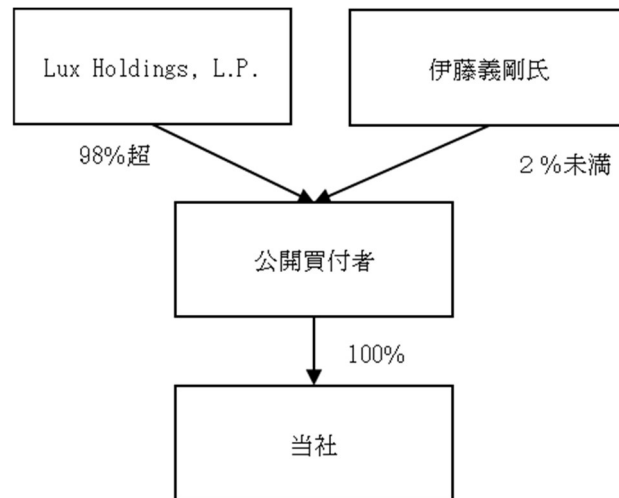 Lux Holdings, L.P.
伊藤義剛氏
98%超
２％未満
公開買付者
100%
当社